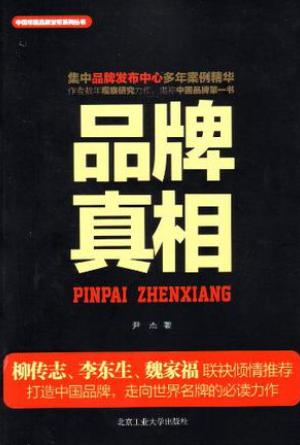 中国年度品牌发布系列丛书
集中品牌发布中心多年案例精华
作者数年观察研究力作,堪称中国品牌第一书
品牌
真相
PINPAI ZHENXIANG
尹 杰 著
柳传志、李东生、魏家福 联袂倾情推荐
打造中国品牌,走向世界名牌的必读力作
北京工业大学出版社